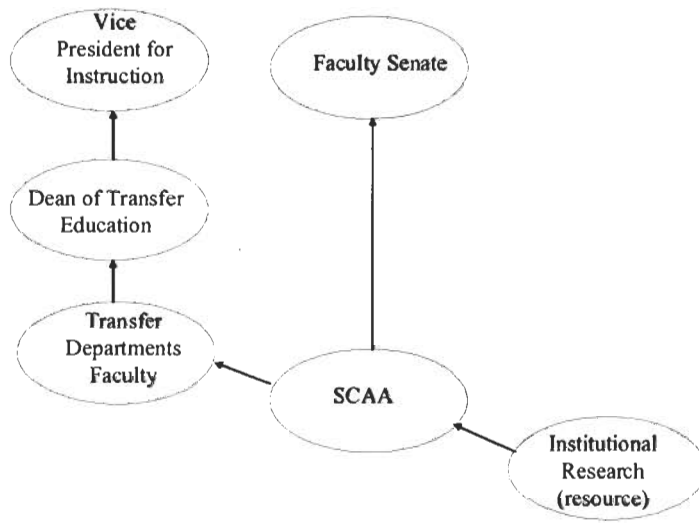 Vice
President for
Instruction
Faculty Senate
Dean of Transfer
Education
Transfer
Departments
Faculty
SCAA
Institutional
Research
(resource)